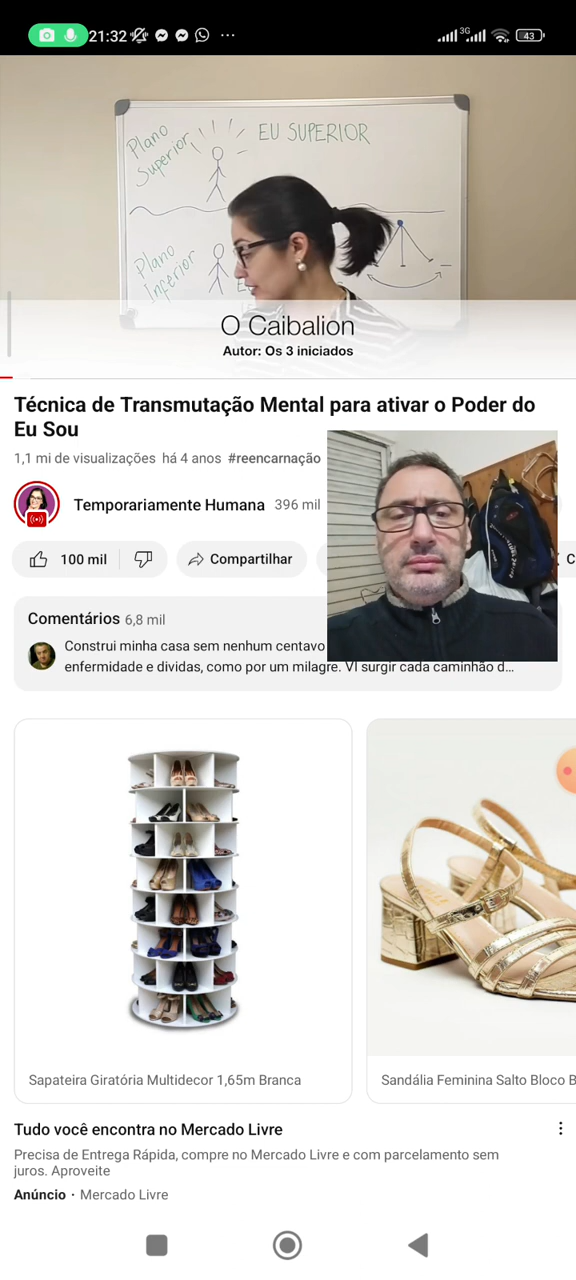 21:32
3G
43
Plano
Superior
EU SUPERIOR
Plano
Inferior
O Caibalion
Autor: Os 3 iniciados
Técnica de Transmutação Mental para ativar o Poder do
Eu Sou
1,1 mi de visualizações há 4 anos #reencarnação
Temporariamente Humana 396 mil
100 mil
Compartilhar
C
Comentários 6,8 mil
Construi minha casa sem nenhum centavo
enfermidade e dividas, como por um milagre. Vi surgir cada caminhão d...
Sapateira Giratória Multidecor 1,65m Branca
Sandália Feminina Salto Bloco B
Tudo você encontra no Mercado Livre
Precisa de Entrega Rápida, compre no Mercado Livre e com parcelamento sem
juros. Aproveite
Anúncio · Mercado Livre